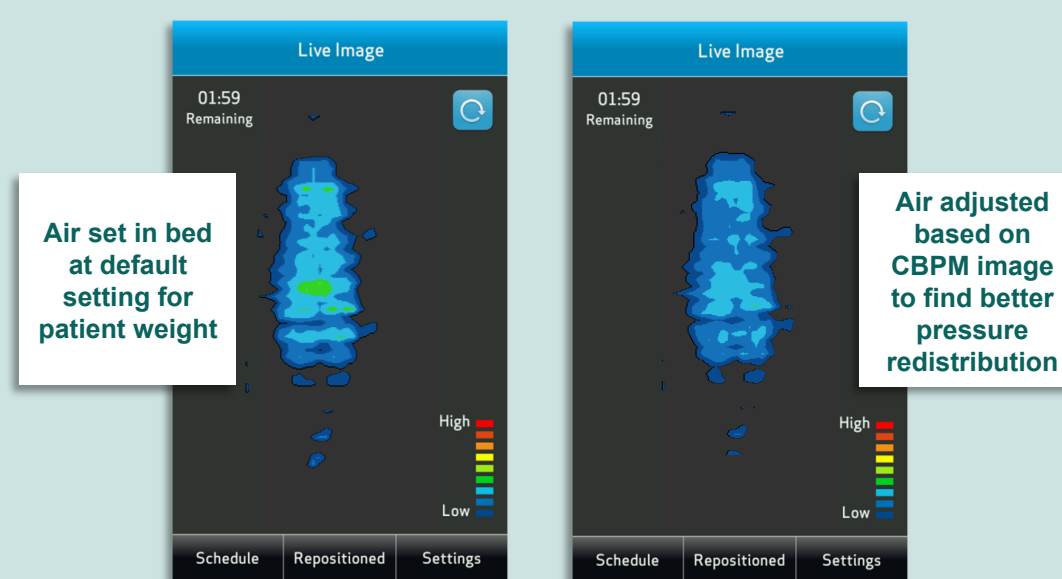 Live Image
01:59
Remaining
Air set in bed
at default
setting for
patient weight
High
Low
Schedule
Repositioned
Settings
Live Image
01:59
Remaining
Air adjusted
based on
CBPM image
to find better
pressure
redistribution
High
Low
Schedule
Repositioned
Settings